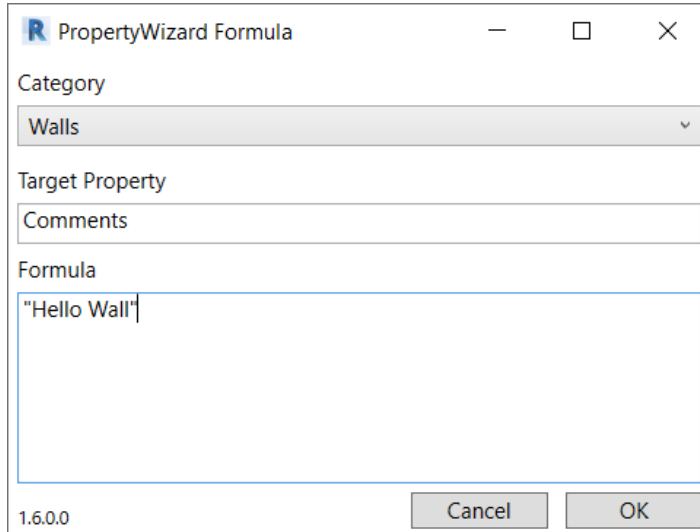 PropertyWizard Formula
Category
Walls
Target Property
Comments
Formula
"Hello Wall"
1.6.0.0
Cancel
OK